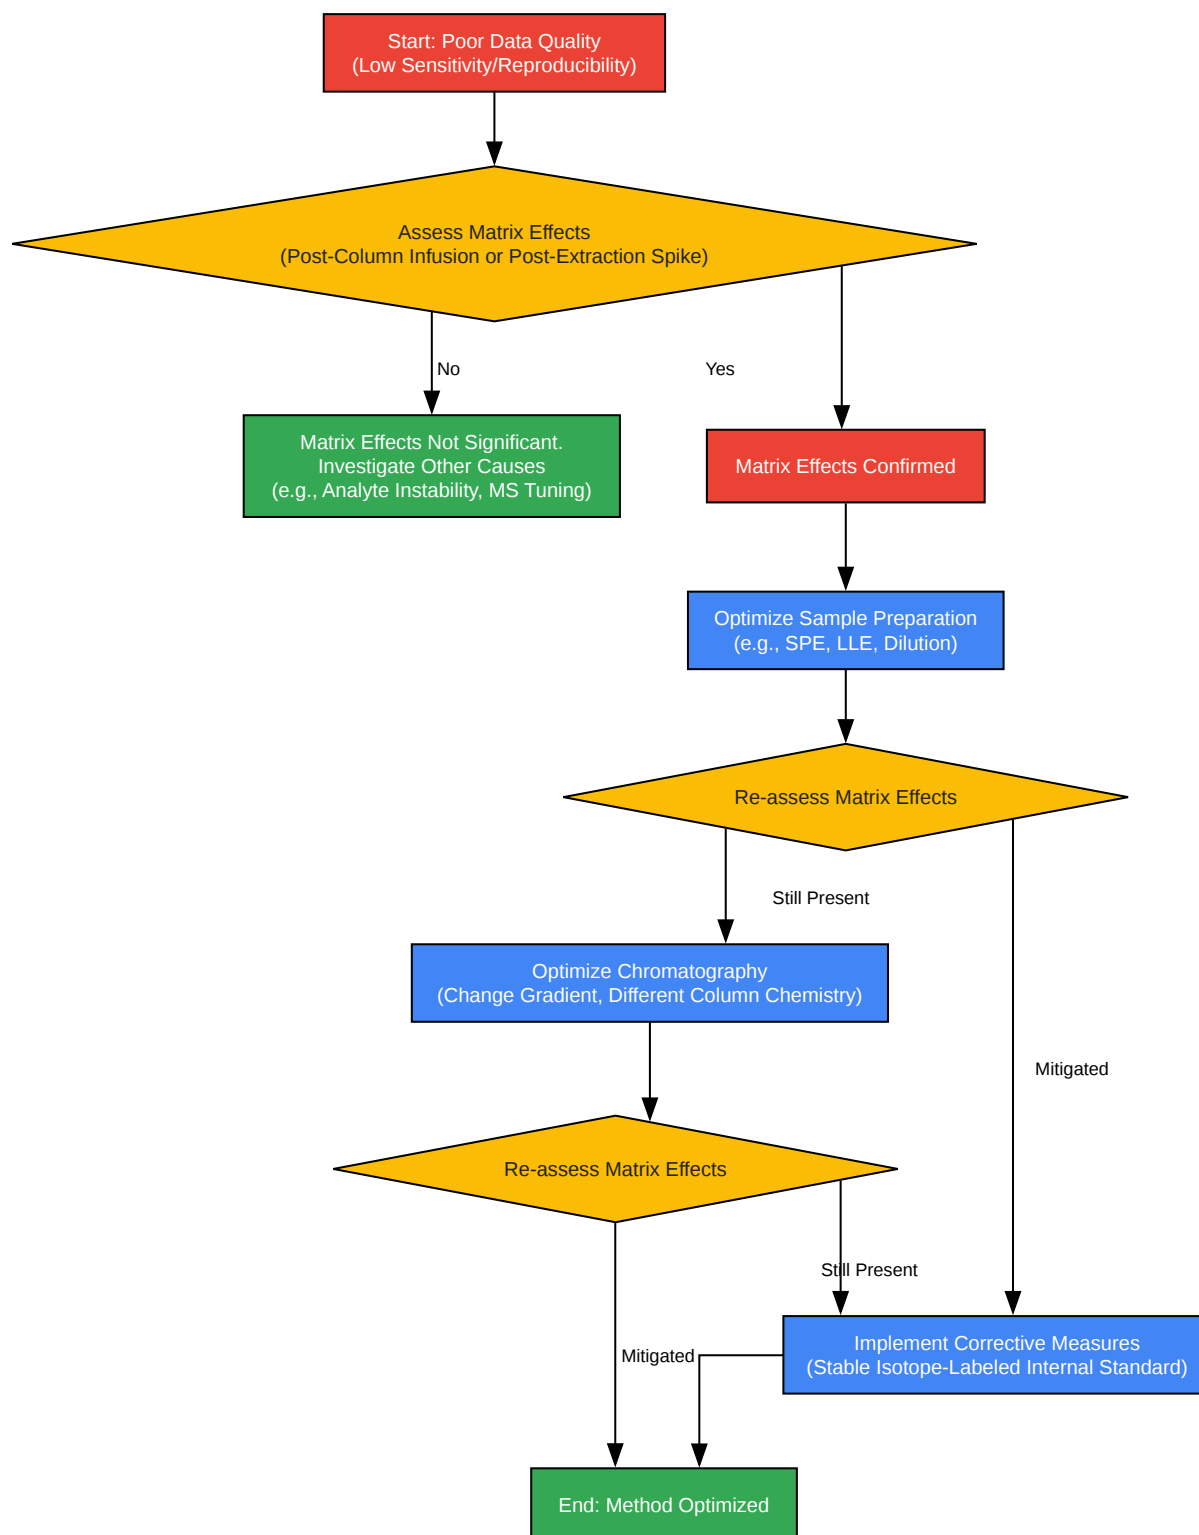 Start: Poor Data Quality
(Low Sensitivity/Reproducibility)
Assess Matrix Effects
(Post-Column Infusion or Post-Extraction Spike)
No
Yes
Matrix Effects Not Significant.
Investigate Other Causes
(e.g., Analyte Instability, MS Tuning)
Matrix Effects Confirmed
Optimize Sample Preparation
(e.g., SPE, LLE, Dilution)
Re-assess Matrix Effects
Still Present
Optimize Chromatography
(Change Gradient, Different Column Chemistry)
Mitigated
Re-assess Matrix Effects
Still Present
Implement Corrective Measures
(Stable Isotope-Labeled Internal Standard)
Mitigated
End: Method Optimized